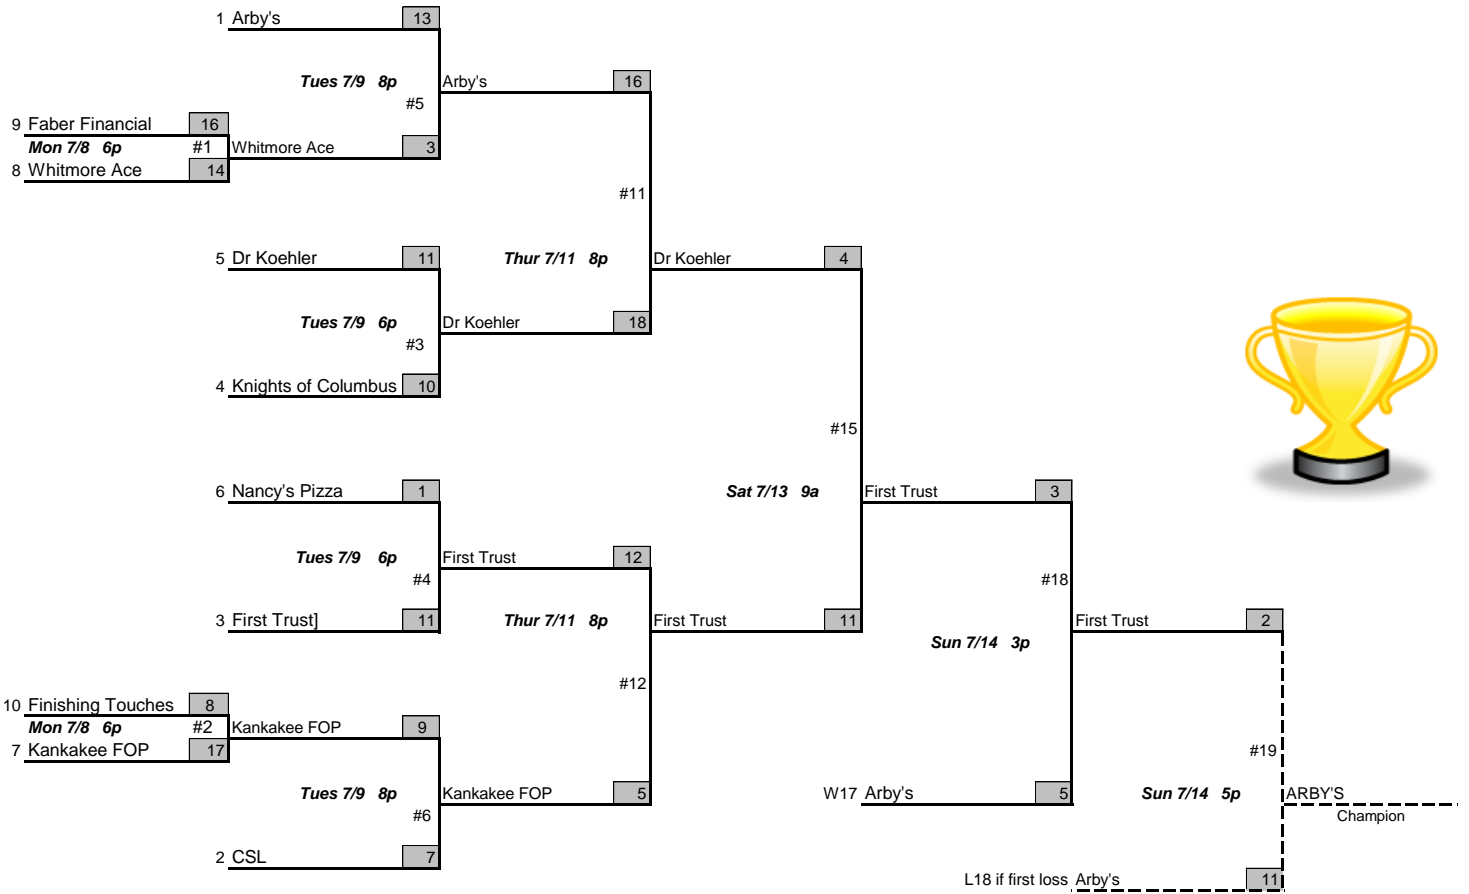 1 Arby's 13
Tues 7/9 8p Arby's 16
#5
9 Faber Financial 16
Mon 7/8 6p #1 Whitmore Ace 3
8 Whitmore Ace 14
#11
5 Dr Koehler 11 Thur 7/11 8p Dr Koehler 4
Tues 7/9 6p Dr Koehler 18
#3
4 Knights of Columbus 10
#15
6 Nancy's Pizza 1 Sat 7/13 9a First Trust 3
Tues 7/9 6p First Trust 12
#4 #18
3 First Trust] 11 Thur 7/11 8p First Trust 11 First Trust 2
Sun 7/14 3p
#12
10 Finishing Touches 8
Mon 7/8 6p #2 Kankakee FOP 9
7 Kankakee FOP 17 #19
Tues 7/9 8p Kankakee FOP 5 W17 Arby's 5 Sun 7/14 5p ARBY'S
#6 Champion
2 CSL 7
L18 if first loss Arby's 11